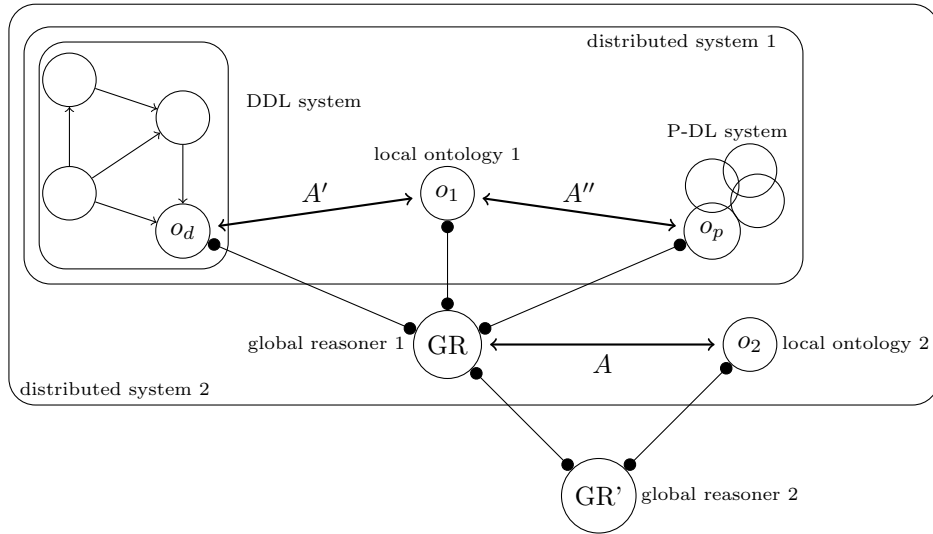 distributed system 1
DDL system
P-DL system
local ontology 1
A′
o1
A′′
od
op
global reasoner 1
GR
A
o2
local ontology 2
distributed system 2
GR'
global reasoner 2